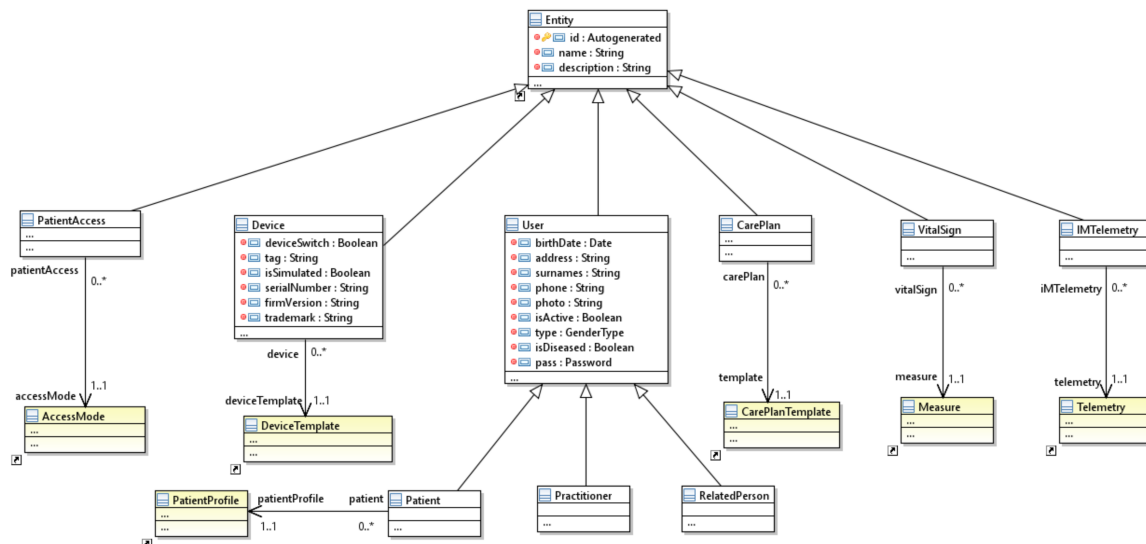 Entity
id : Autogenerated
name : String
description : String
...
PatientAccess
...
...
patientAccess
0..*
accessMode
1..1
AccessMode
...
...
Device
deviceSwitch : Boolean
tag : String
isSimulated : Boolean
serialNumber : String
firmVersion : String
trademark : String
...
device
0..*
deviceTemplate
1..1
DeviceTemplate
...
...
User
birthDate : Date
address : String
surnames : String
phone : String
photo : String
isActive : Boolean
type : GenderType
isDiseased : Boolean
pass : Password
...
CarePlan
...
...
carePlan
0..*
template
1..1
CarePlanTemplate
...
...
VitalSign
...
...
vitalSign
0..*
measure
1..1
Measure
...
...
IMTelemetry
...
...
iMTelemetry
0..*
telemetry
1..1
Telemetry
...
...
PatientProfile
...
...
patientProfile
1..1
patient
0..*
Patient
...
Practitioner
...
RelatedPerson
...